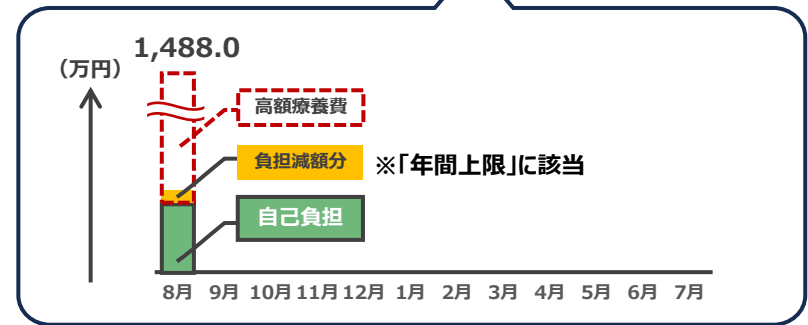 1,488.0
（万円）
高額療養費
負担減額分 ※「年間上限」に該当
自己負担
8月 9月 10月 11月 12月 1月 2月 3月 4月 5月 6月 7月